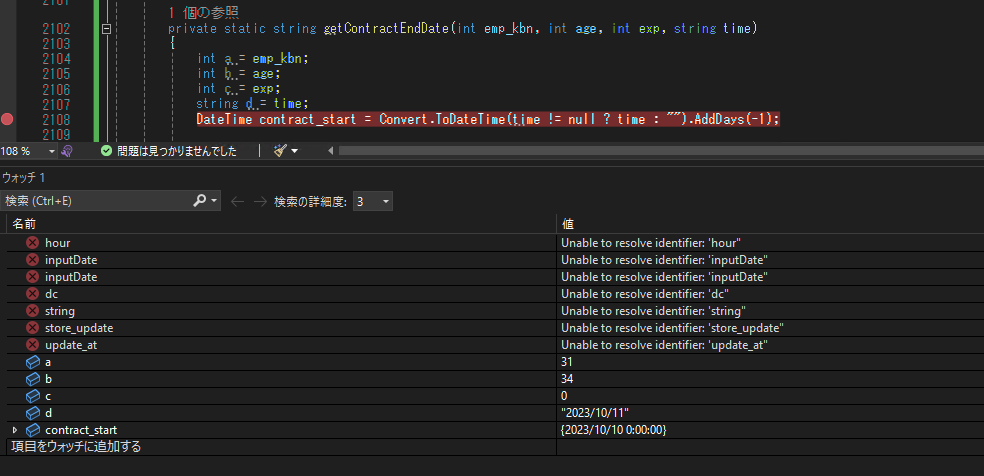 1 個の参照
2102 private static string getContractEndDate(int emp_kbn, int age, int exp, string time)
2103 {
2104 int a = emp_kbn;
2105 int b = age;
2106 int c = exp;
2107 string d = time;
2108 DateTime contract_start = Convert.ToDateTime(time != null ? time : "").AddDays(-1);
2109
108 % 問題は見つかりませんでした
ウォッチ 1
検索 (Ctrl+E) 検索の詳細度: 3
名前 値
hour Unable to resolve identifier: 'hour"
inputDate Unable to resolve identifier: 'inputDate"
inputDate Unable to resolve identifier: 'inputDate"
dc Unable to resolve identifier: 'dc"
string Unable to resolve identifier: 'string"
store_update Unable to resolve identifier: 'store_update"
update_at Unable to resolve identifier: 'update_at"
a 31
b 34
c 0
d "2023/10/11"
contract_start {2023/10/10 0:00:00}
項目をウォッチに追加する